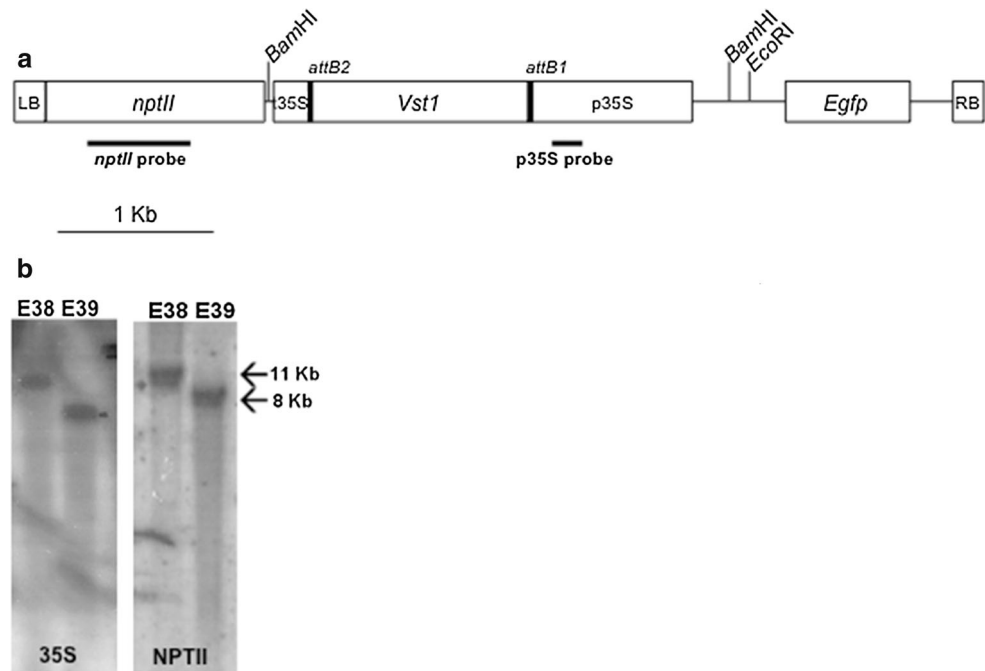 a
BamHI
BamHI
EcoRI
attB2
attB1
LB
nptII
t35S
Vst1
p35S
Egfp
RB
nptII probe
p35S probe
1 Kb
b
E38 E39
E38 E39
11 Kb
8 Kb
35S
NPTII